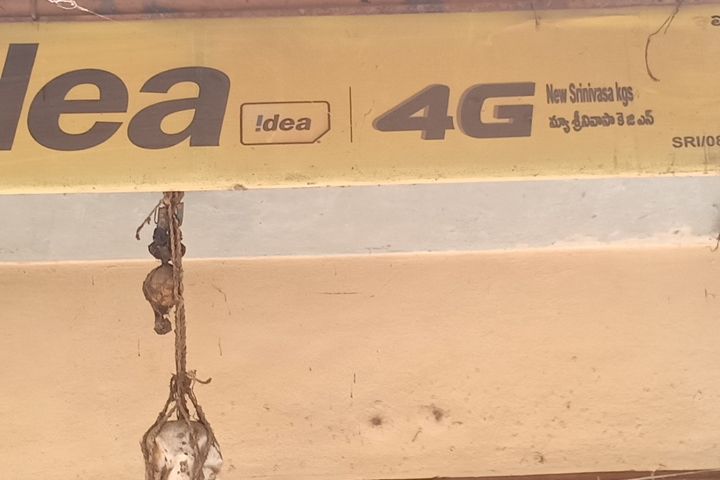 dea
!dea
4G
New Srinivasa kgs
న్యూ శ్రీనివాసా కె జి ఎస్
SRI/08